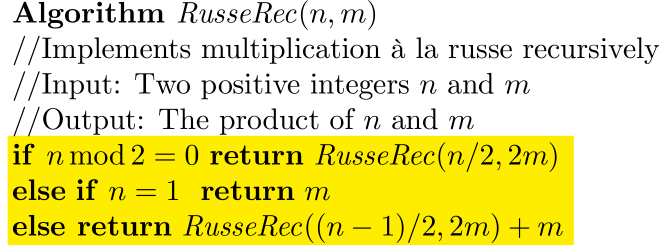 Algorithm RusseRec(n, m)
//Implements multiplication à la russe recursively
//Input: Two positive integers n and m
//Output: The product of n and m
if n mod 2 = 0 return RusseRec(n/2, 2m)
else if n = 1 return m
else return RusseRec((n − 1)/2, 2m) + m